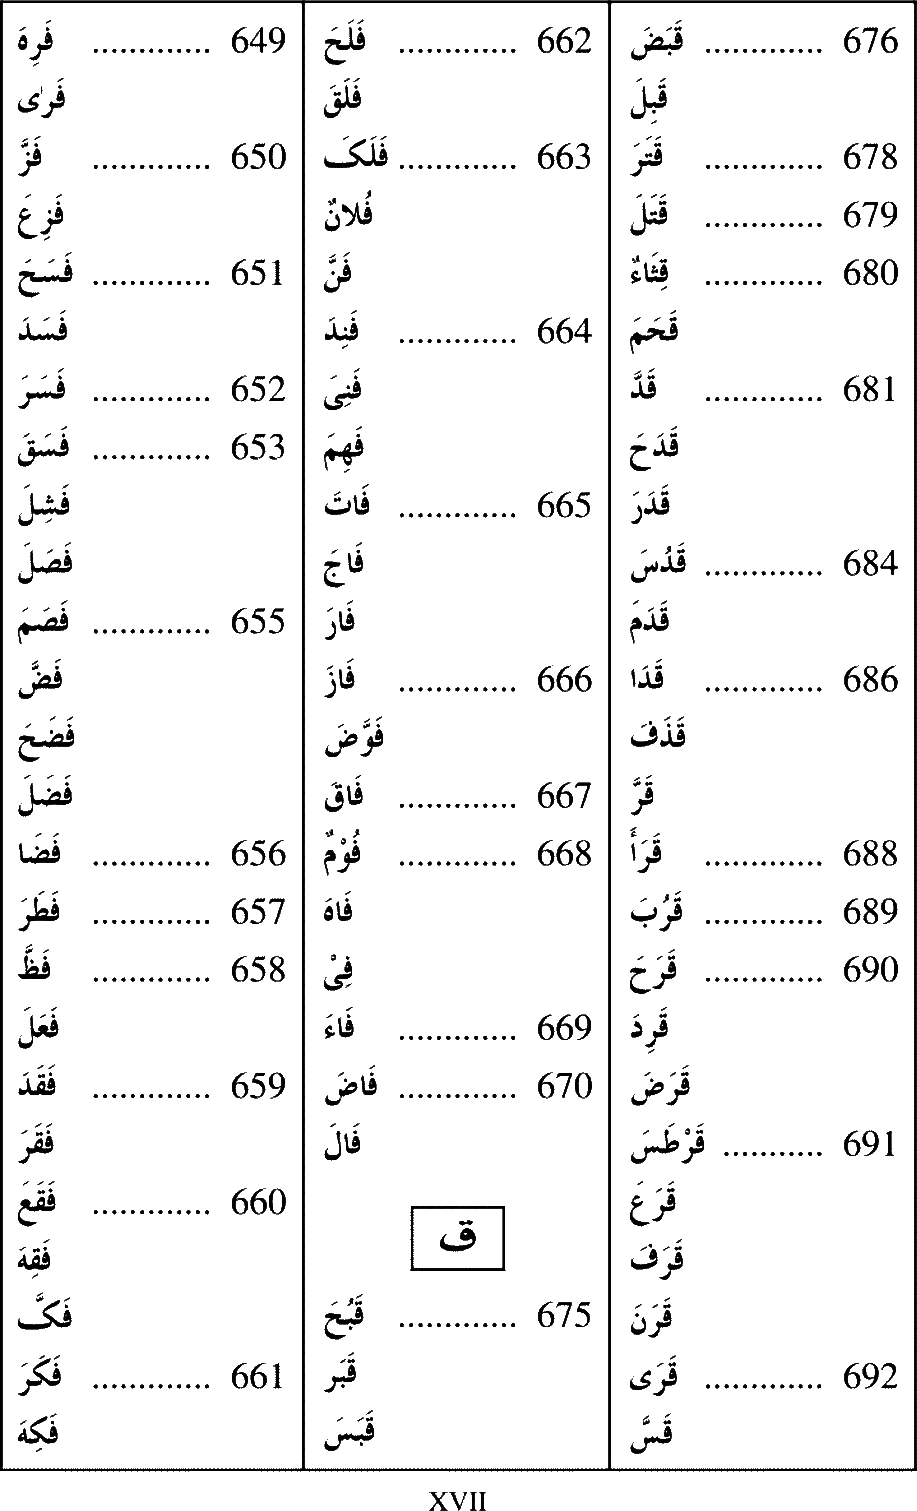 فَرِهَ ............. 649
فَرٰى
فَزَّ ............. 650
فَزِعَ
فَسَحَ ............. 651
فَسَدَ
فَسَرَ ............. 652
فَسَقَ ............. 653
فَشِلَ
فَصَلَ
فَصَمَ ............. 655
فَضَّ
فَضَحَ
فَضَلَ
فَضَا ............. 656
فَطَرَ ............. 657
فَظَّ ............. 658
فَعَلَ
فَقَدَ ............. 659
فَقَرَ
فَقَعَ ............. 660
فَقِهَ
فَكَّ
فَكَرَ ............. 661
فَكِهَ
فَلَحَ ............. 662
فَلَقَ
فَلَكَ ............. 663
فُلانٌ
فَنَّ
فَنِدَ ............. 664
فَنِىَ
فَهِمَ
فَاتَ ............. 665
فَاجَ
فَارَ
فَازَ ............. 666
فَوَّضَ
فَاقَ ............. 667
فُوْمٌ ............. 668
فَاهَ
فِىْ
فَاءَ ............. 669
فَاضَ ............. 670
فَالَ
ق
قَبُحَ ............. 675
قَبَر
قَبَسَ
قَبَضَ ............. 676
قَبِلَ
قَتَرَ ............. 678
قَتَلَ ............. 679
قِثَاءٌ ............. 680
قَحَمَ
قَدَّ ............. 681
قَدَحَ
قَدَرَ
قَدُسَ ............. 684
قَدَمَ
قَدَا ............. 686
قَذَفَ
قَرَّ
قَرَأَ ............. 688
قَرُبَ ............. 689
قَرَحَ ............. 690
قَرِدَ
قَرَضَ
قَرْطَسَ ........... 691
قَرَعَ
قَرَفَ
قَرَنَ
قَرَى ............. 692
قَسَّ
XVII